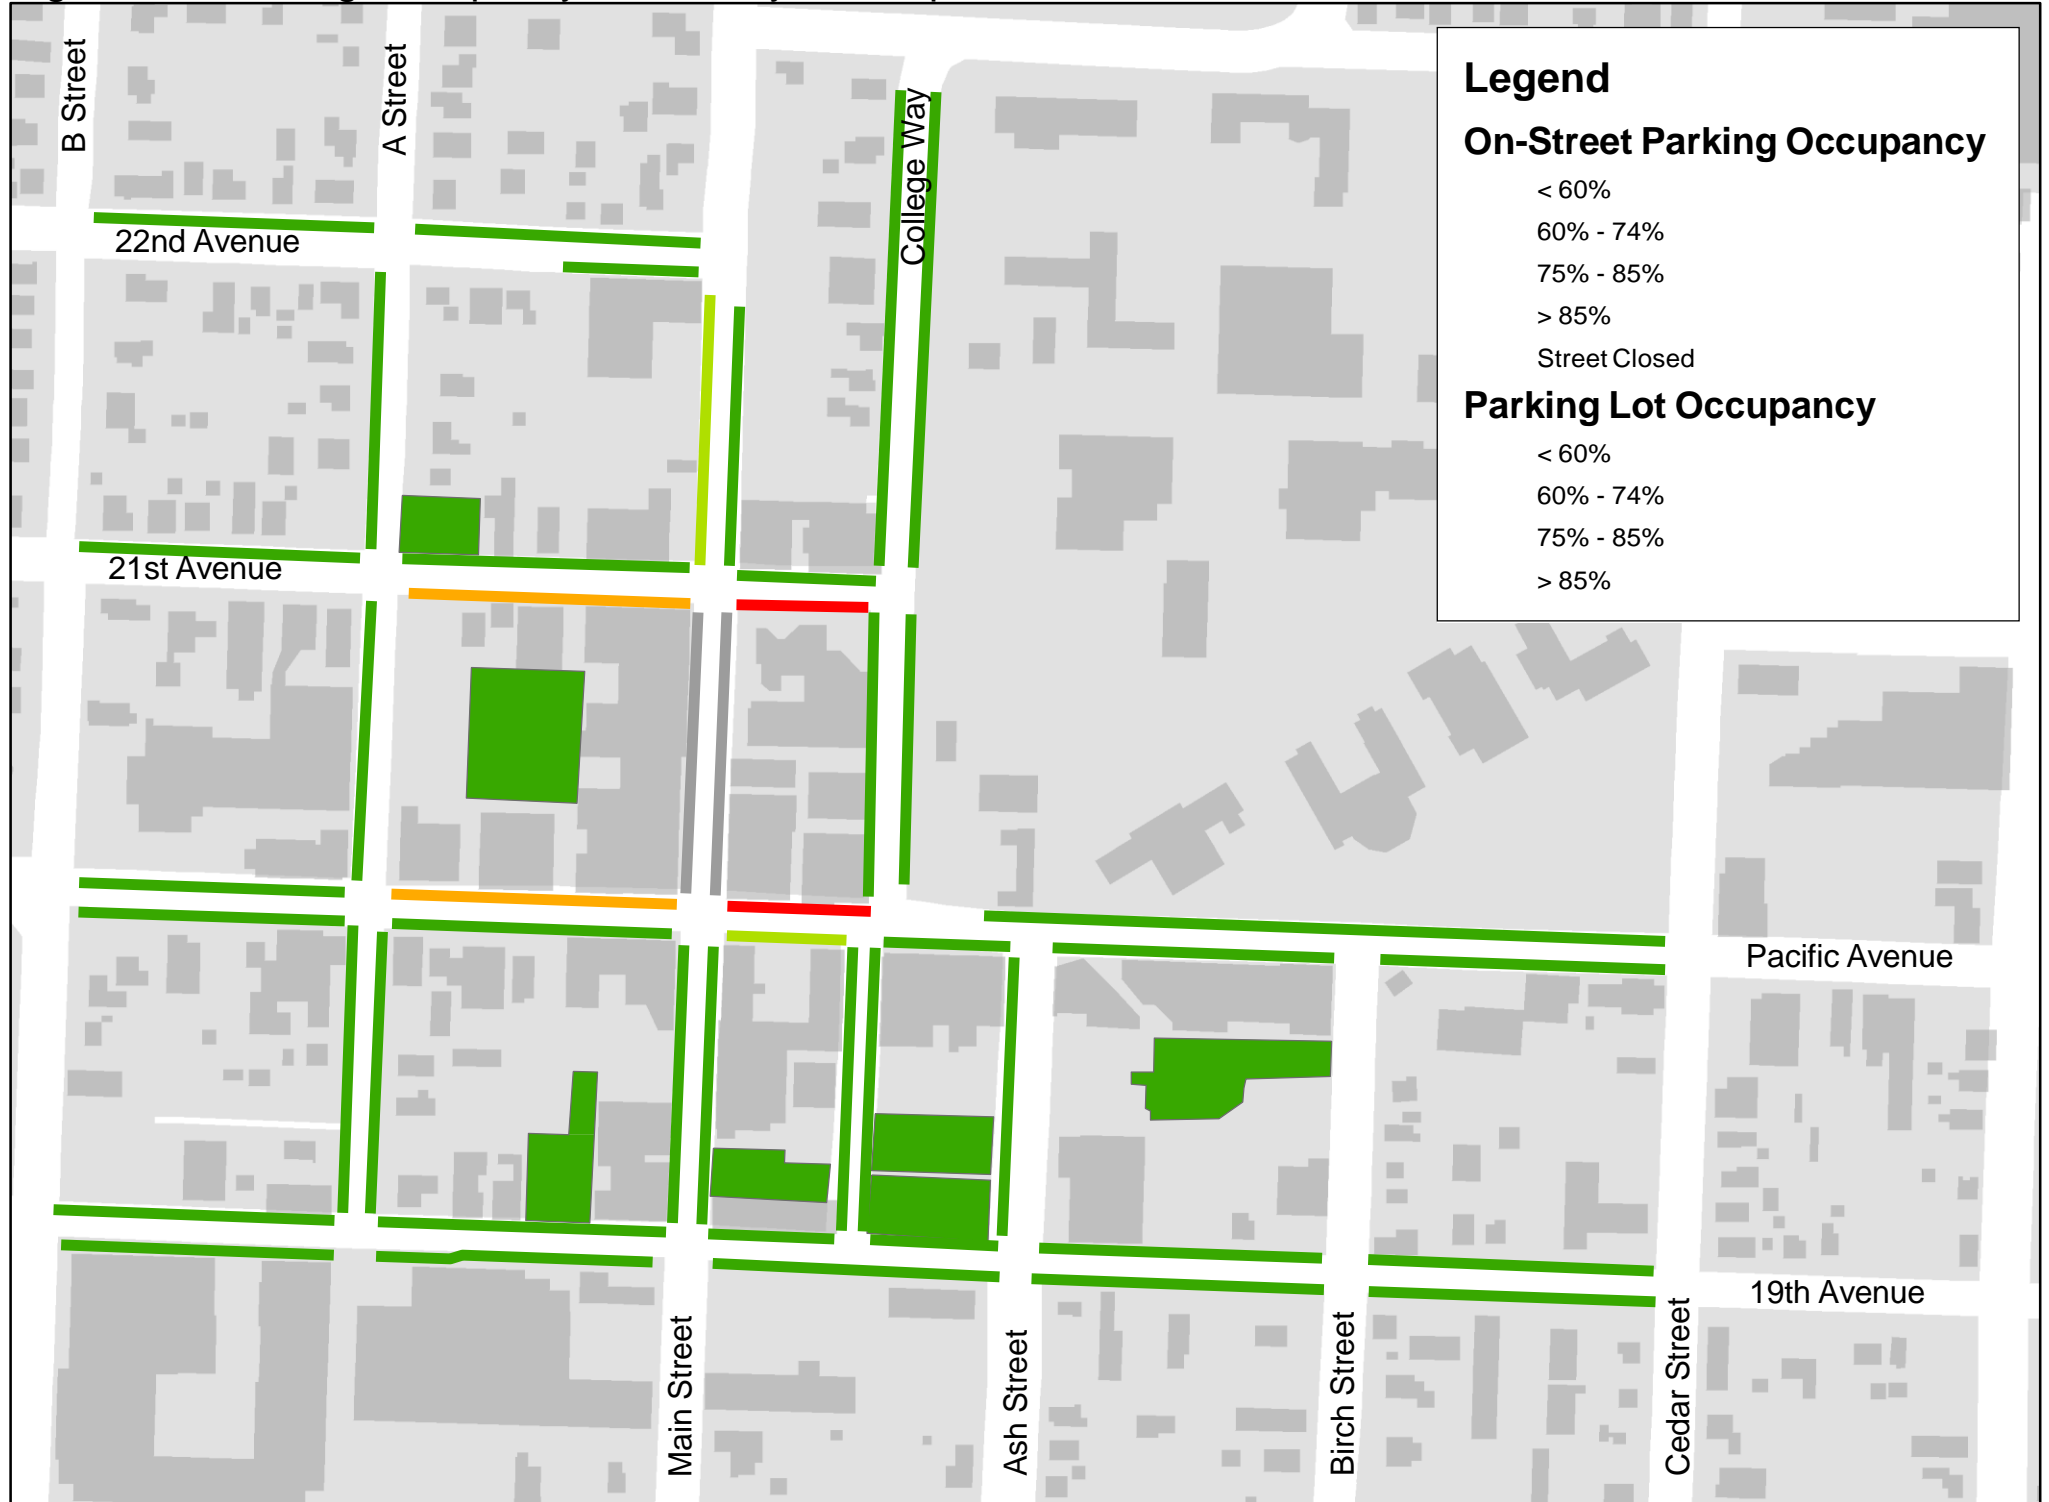 Legend
On-Street Parking Occupancy
< 60%
60% - 74%
75% - 85%
> 85%
Street Closed
Parking Lot Occupancy
< 60%
60% - 74%
75% - 85%
> 85%
B Street
A Street
College Way
22nd Avenue
21st Avenue
Pacific Avenue
19th Avenue
Main Street
Ash Street
Birch Street
Cedar Street